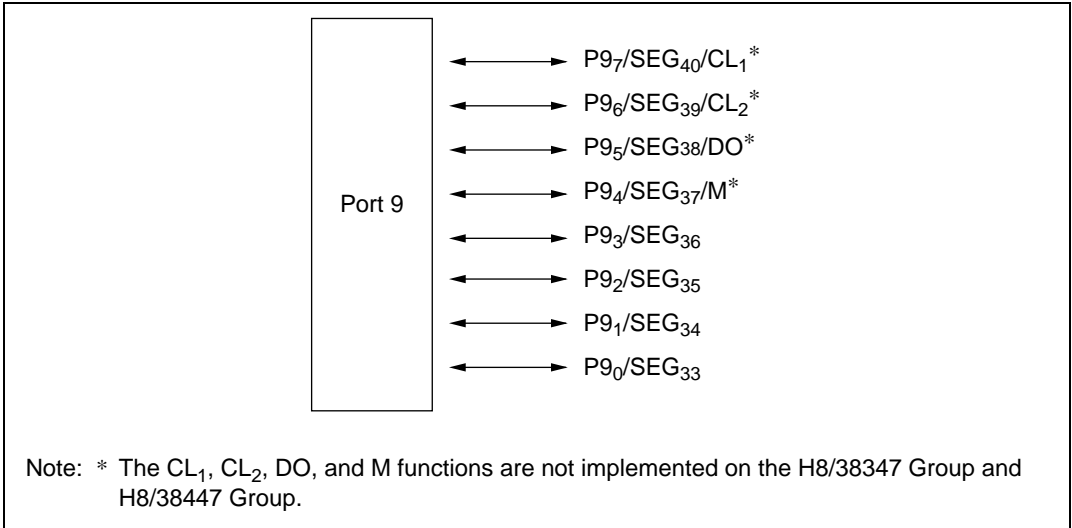 P9₇/SEG₄₀/CL₁*
P9₆/SEG₃₉/CL₂*
P9₅/SEG38/DO*
P9₄/SEG₃₇/M*
Port 9
P9₃/SEG₃₆
P9₂/SEG₃₅
P9₁/SEG₃₄
P9₀/SEG₃₃
Note: * The CL₁, CL₂, DO, and M functions are not implemented on the H8/38347 Group and
H8/38447 Group.